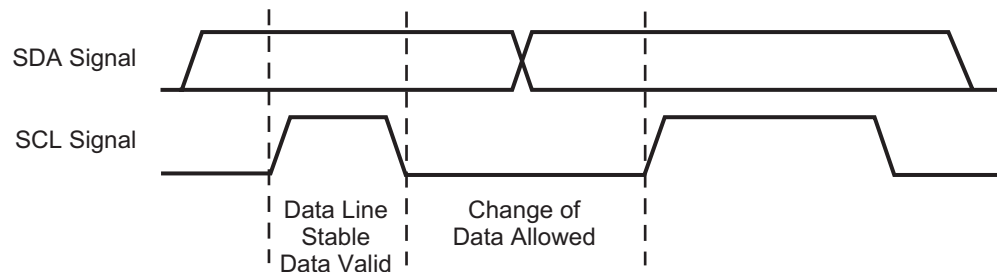 SDA Signal
SCL Signal
Data Line
Stable
Data Valid
Change of
Data Allowed